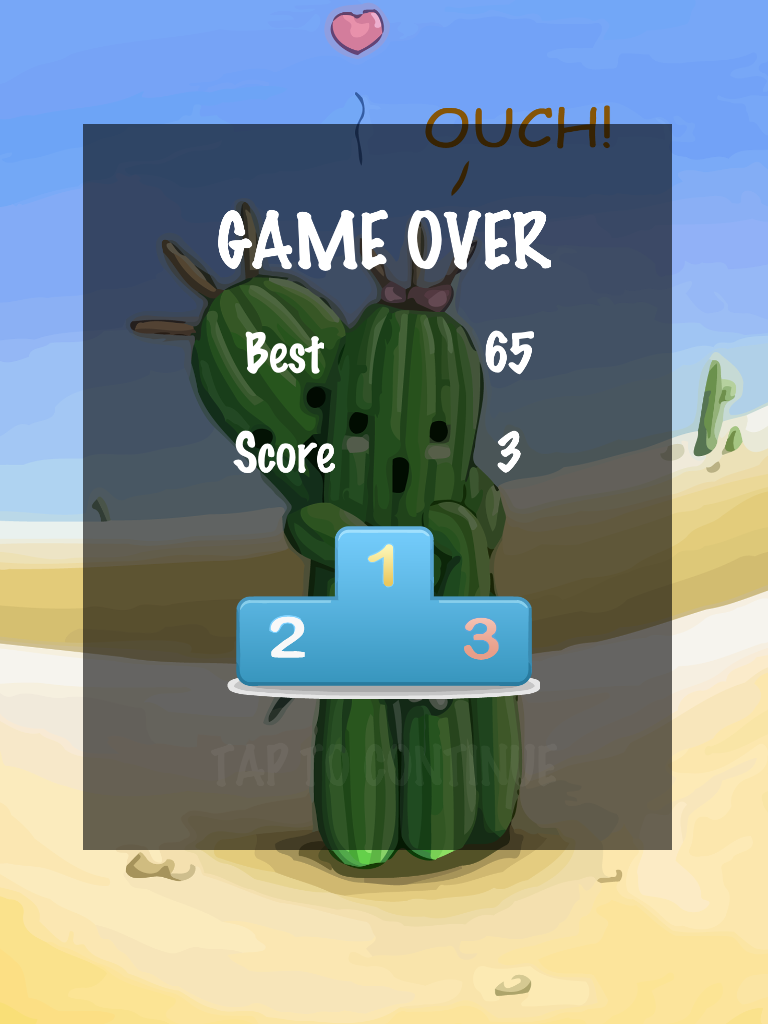 OUCH!
GAME OVER
Best 65
Score 3
1
2 3
TAP TO CONTINUE